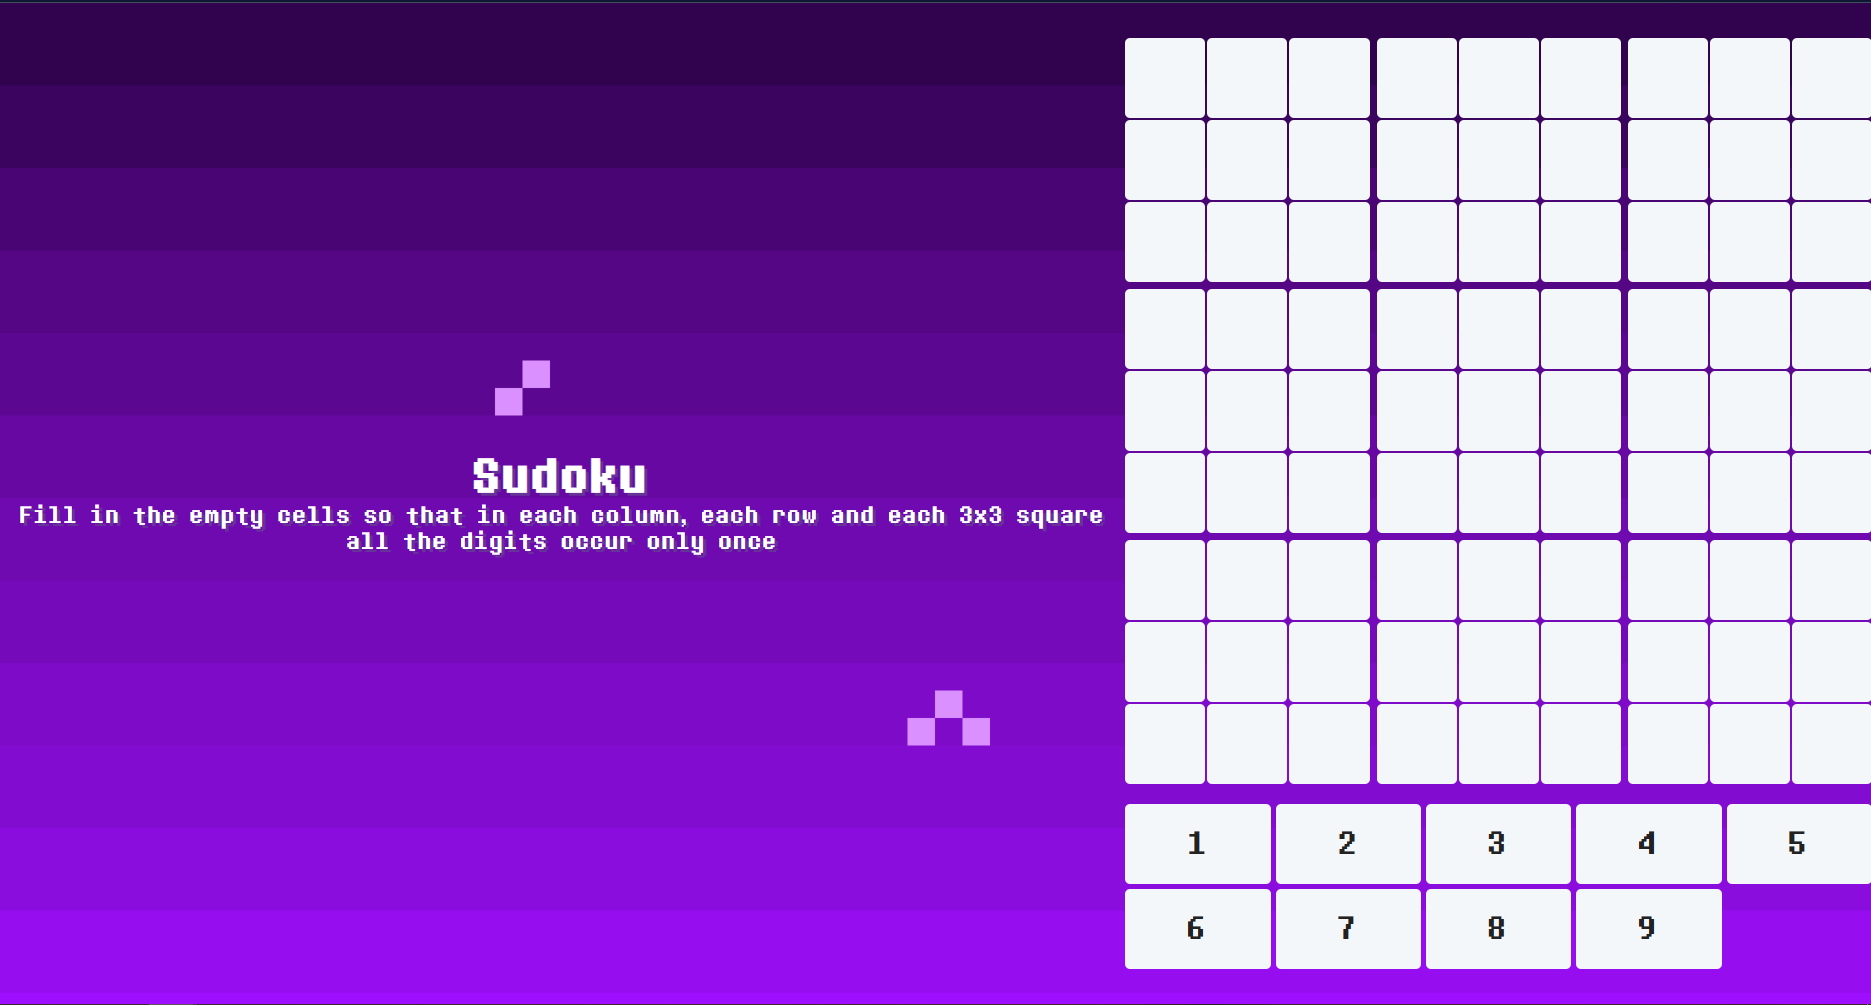 Sudoku
Fill in the empty cells so that in each column, each row and each 3x3 square
all the digits occur only once
1 2 3 4 5
6 7 8 9